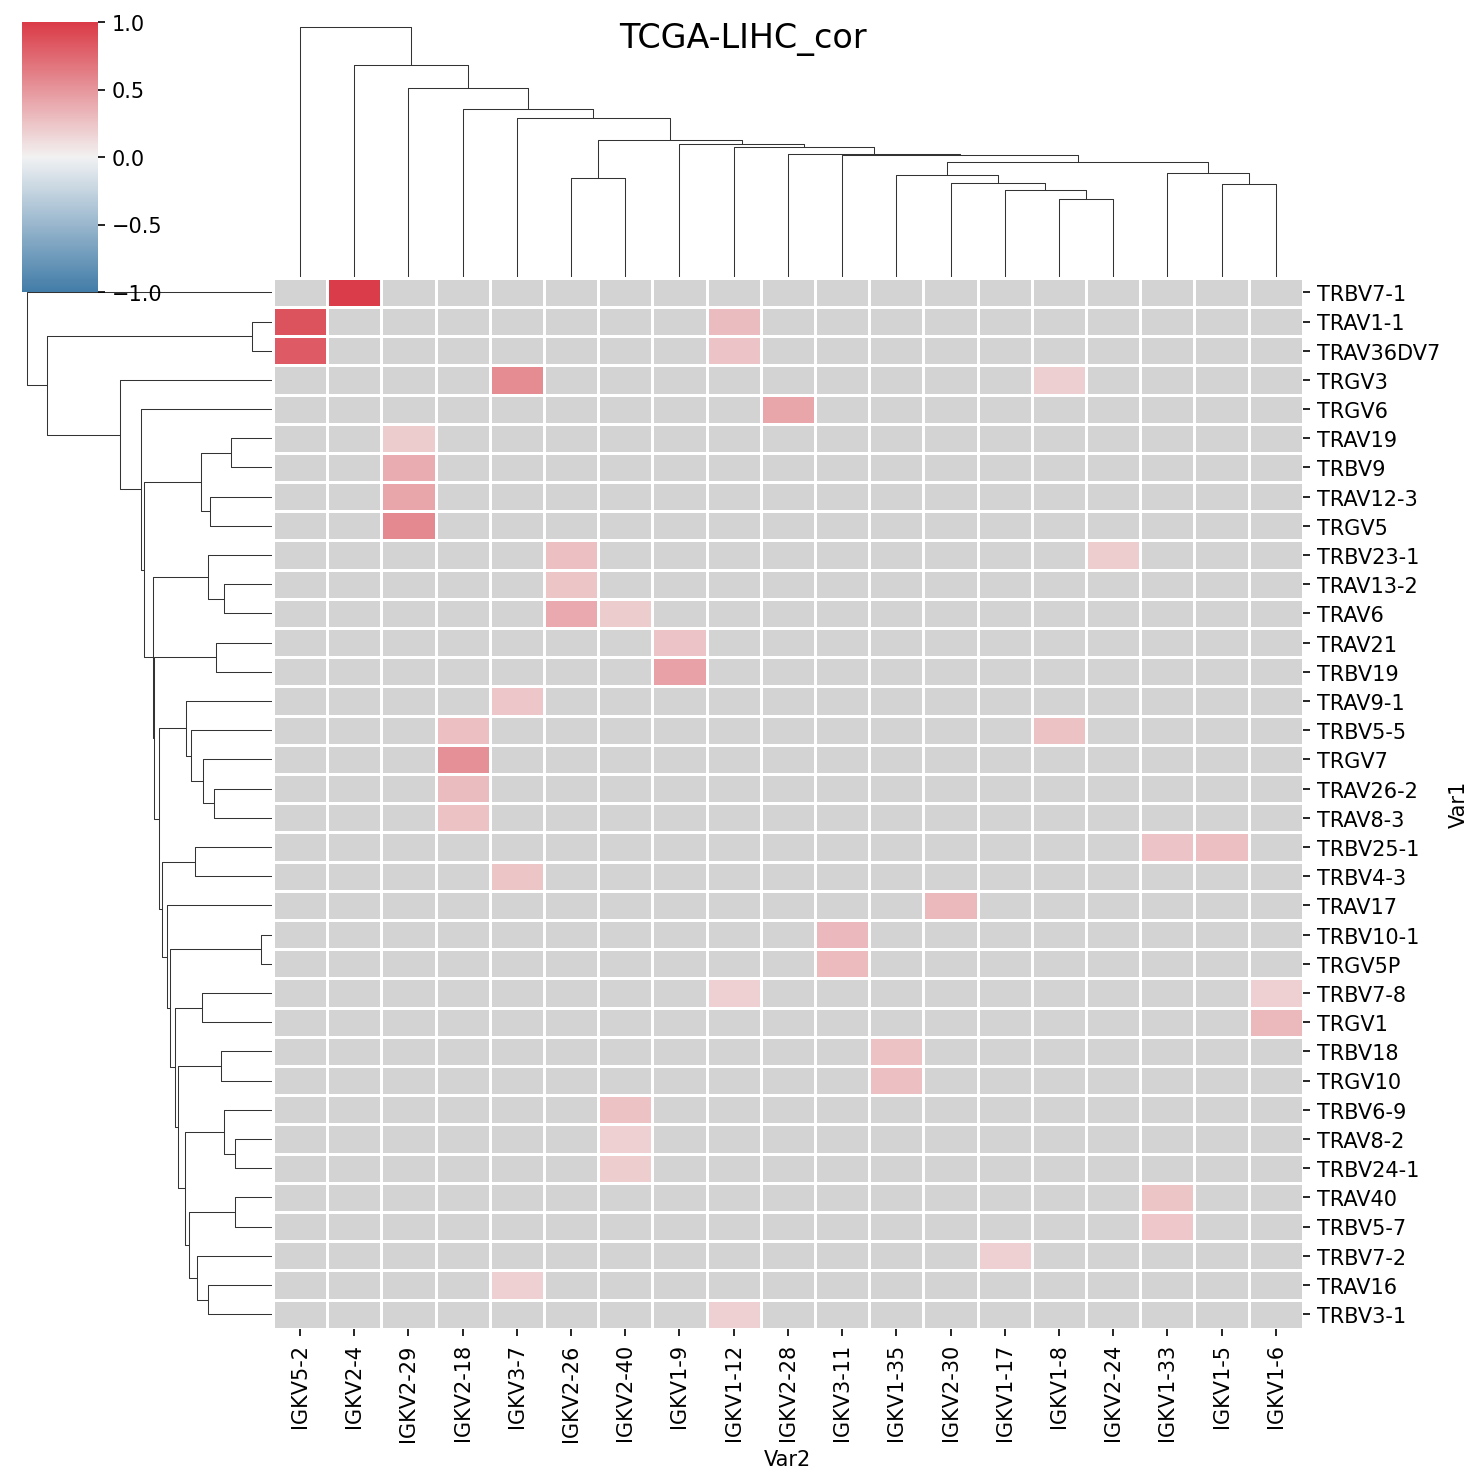 TCGA-LIHC_cor
1.0
0.5
0.0
−0.5
−1.0
TRBV7-1
TRAV1-1
TRAV36DV7
TRGV3
TRGV6
TRAV19
TRBV9
TRAV12-3
TRGV5
TRBV23-1
TRAV13-2
TRAV6
TRAV21
TRBV19
TRAV9-1
TRBV5-5
TRGV7
TRAV26-2
TRAV8-3
TRBV25-1
TRBV4-3
TRAV17
TRBV10-1
TRGV5P
TRBV7-8
TRGV1
TRBV18
TRGV10
TRBV6-9
TRAV8-2
TRBV24-1
TRAV40
TRBV5-7
TRBV7-2
TRAV16
TRBV3-1
Var1
IGKV5-2
IGKV2-4
IGKV2-29
IGKV2-18
IGKV3-7
IGKV2-26
IGKV2-40
IGKV1-9
IGKV1-12
IGKV2-28
IGKV3-11
IGKV1-35
IGKV2-30
IGKV1-17
IGKV1-8
IGKV2-24
IGKV1-33
IGKV1-5
IGKV1-6
Var2